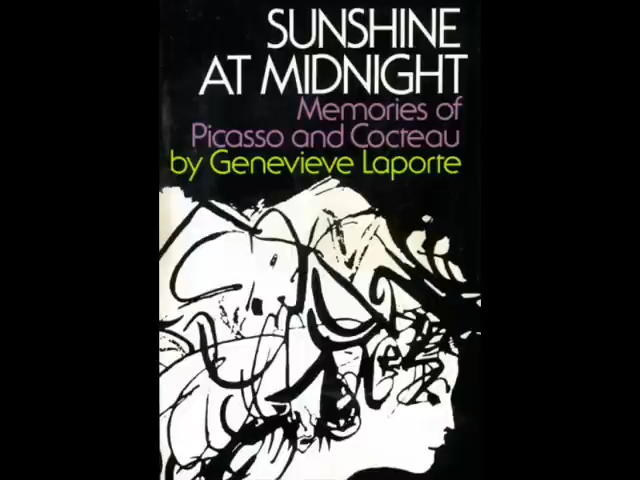 SUNSHINE
AT MIDNIGHT
Memories of
Picasso and Cocteau
by Genevieve Laporte